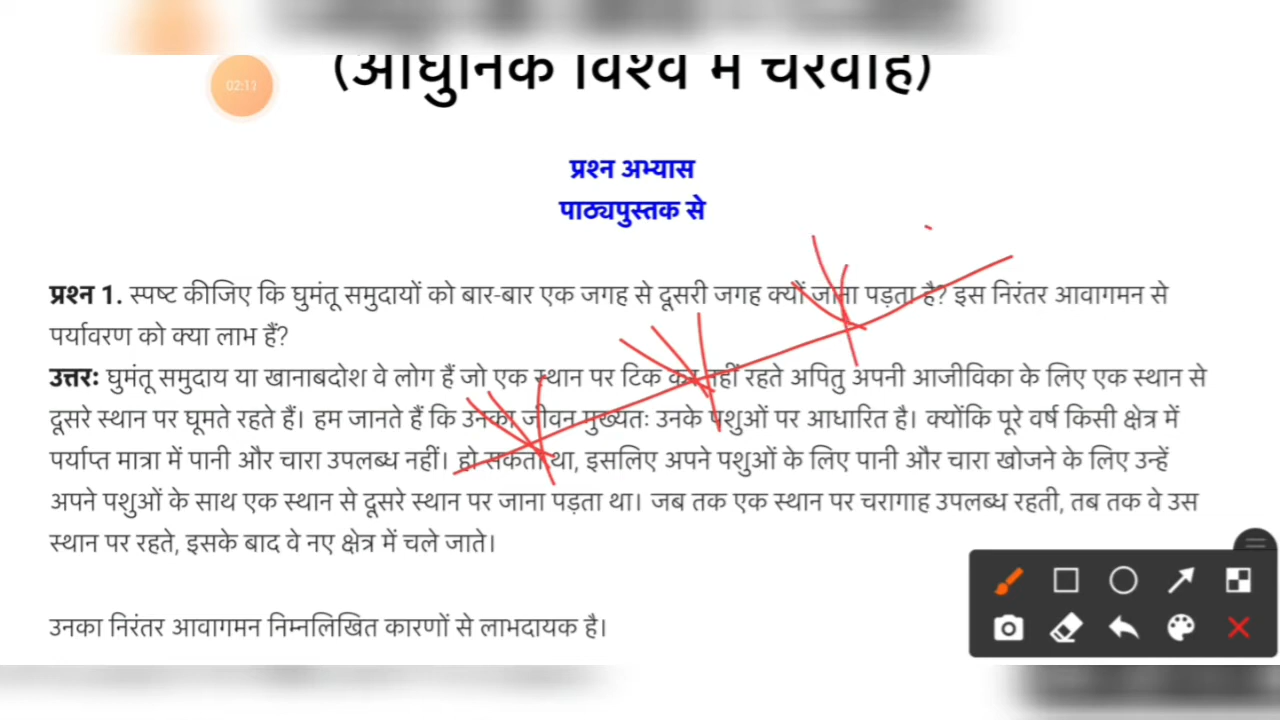 (आधुनिक विश्व में चरवाहे)
02:11
प्रश्न अभ्यास
पाठ्यपुस्तक से
प्रश्न 1. स्पष्ट कीजिए कि घुमंतू समुदायों को बार-बार एक जगह से दूसरी जगह क्यों जाना पड़ता है? इस निरंतर आवागमन से
पर्यावरण को क्या लाभ हैं?
उत्तरः घुमंतू समुदाय या खानाबदोश वे लोग हैं जो एक स्थान पर टिक कर नहीं रहते अपितु अपनी आजीविका के लिए एक स्थान से
दूसरे स्थान पर घूमते रहते हैं। हम जानते हैं कि उनका जीवन मुख्यतः उनके पशुओं पर आधारित है। क्योंकि पूरे वर्ष किसी क्षेत्र में
पर्याप्त मात्रा में पानी और चारा उपलब्ध नहीं। हो सकता था, इसलिए अपने पशुओं के लिए पानी और चारा खोजने के लिए उन्हें
अपने पशुओं के साथ एक स्थान से दूसरे स्थान पर जाना पड़ता था। जब तक एक स्थान पर चरागाह उपलब्ध रहती, तब तक वे उस
स्थान पर रहते, इसके बाद वे नए क्षेत्र में चले जाते।
उनका निरंतर आवागमन निम्नलिखित कारणों से लाभदायक है।